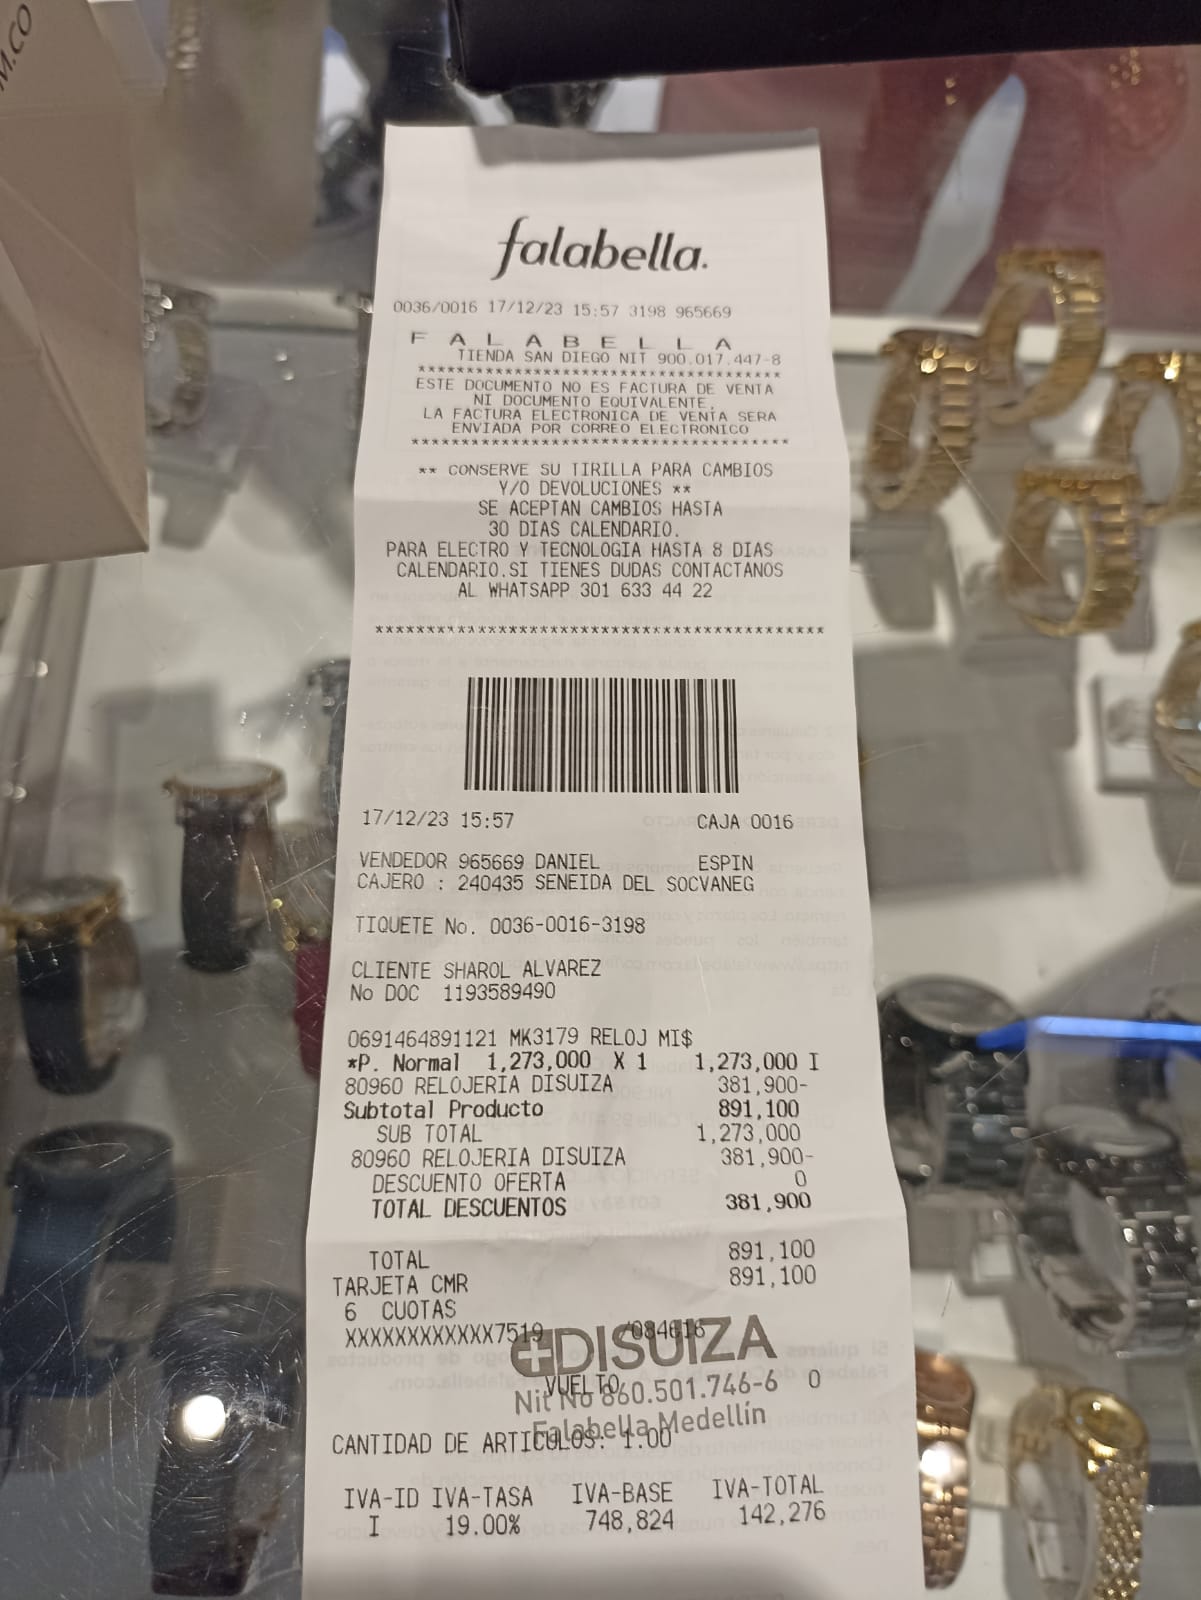 M.CO
falabella.
0036/0016 17/12/23 15:57 3198 965669
F A L A B E L L A
TIENDA SAN DIEGO NIT 900.017.447-8
****************************************
ESTE DOCUMENTO NO ES FACTURA DE VENTA
NI DOCUMENTO EQUIVALENTE,
LA FACTURA ELECTRONICA DE VENTA SERA
ENVIADA POR CORREO ELECTRONICO
****************************************
** CONSERVE SU TIRILLA PARA CAMBIOS
Y/O DEVOLUCIONES **
SE ACEPTAN CAMBIOS HASTA
30 DIAS CALENDARIO.
PARA ELECTRO Y TECNOLOGIA HASTA 8 DIAS
CALENDARIO.SI TIENES DUDAS CONTACTANOS
AL WHATSAPP 301 633 44 22
****************************************
17/12/23 15:57 CAJA 0016
VENDEDOR 965669 DANIEL ESPIN
CAJERO : 240435 SENEIDA DEL SOCVANEG
TIQUETE No. 0036-0016-3198
CLIENTE SHAROL ALVAREZ
No DOC 1193589490
0691464891121 MK3179 RELOJ MI$
*P. Normal 1,273,000 X 1 1,273,000 I
80960 RELOJERIA DISUIZA 381,900-
Subtotal Producto 891,100
SUB TOTAL 1,273,000
80960 RELOJERIA DISUIZA 381,900-
DESCUENTO OFERTA 0
TOTAL DESCUENTOS 381,900
TOTAL 891,100
TARJETA CMR 891,100
6 CUOTAS
XXXXXXXXXXXX7519 /084616
DISUIZA
VUELTO 0
Nit No 860.501.746-6
Falabella Medellín
CANTIDAD DE ARTICULOS: 1.00
IVA-ID IVA-TASA IVA-BASE IVA-TOTAL
I 19.00% 748,824 142,276